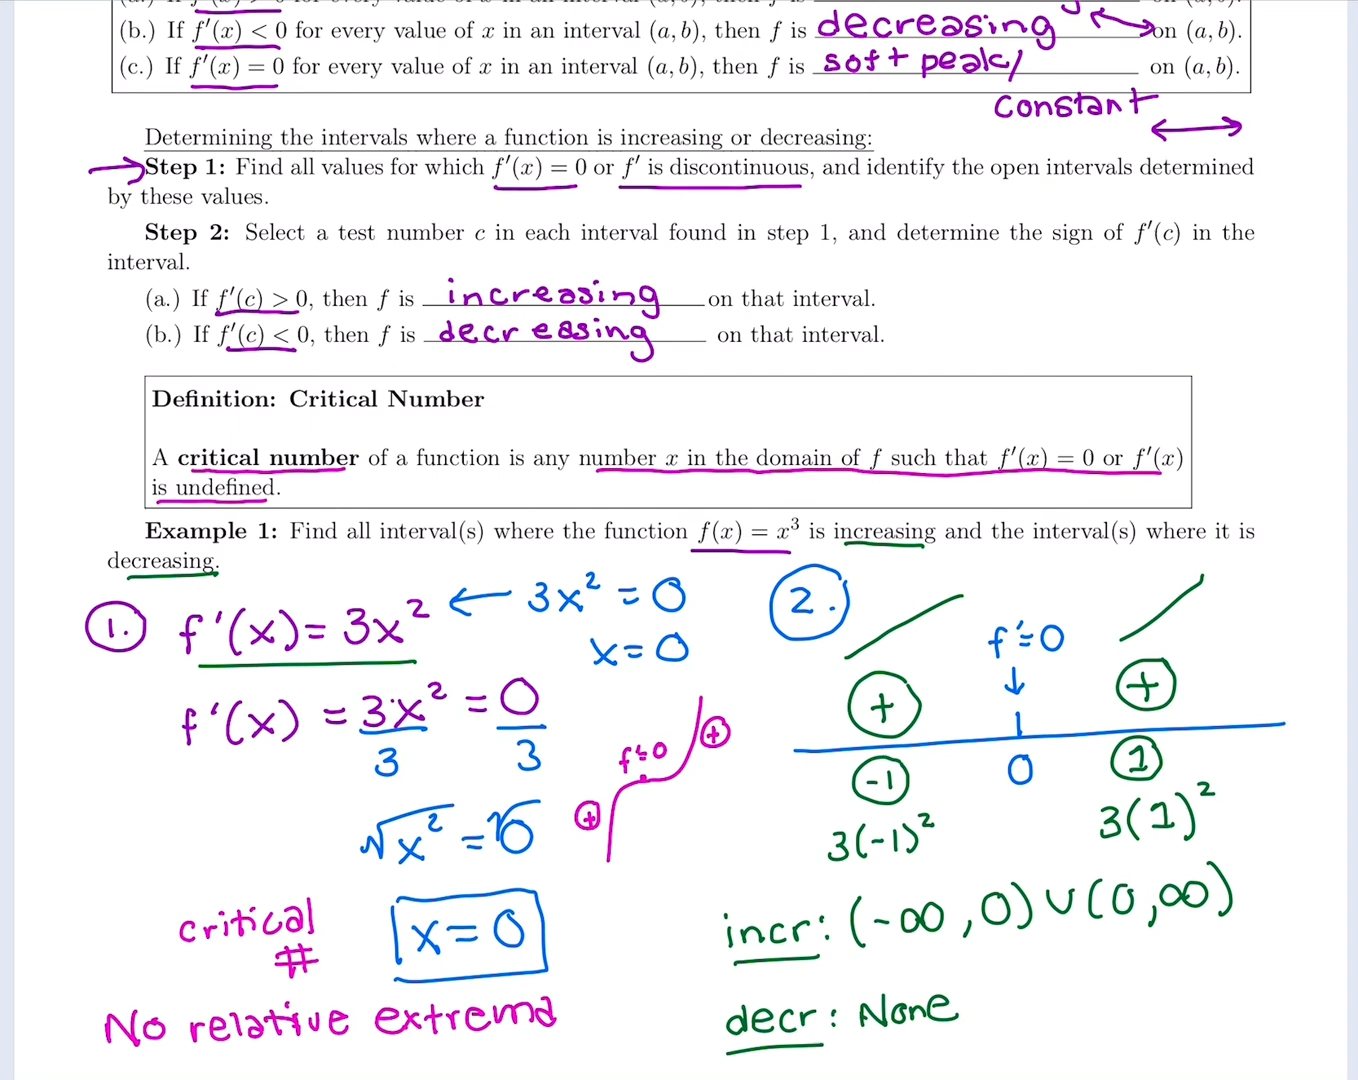 (b.) If f′(x) < 0 for every value of x in an interval (a, b), then f is decreasing on (a, b).
(c.) If f′(x) = 0 for every value of x in an interval (a, b), then f is soft peak/ on (a, b).
constant
Determining the intervals where a function is increasing or decreasing:
Step 1: Find all values for which f′(x) = 0 or f′ is discontinuous, and identify the open intervals determined
by these values.
Step 2: Select a test number c in each interval found in step 1, and determine the sign of f′(c) in the
interval.
(a.) If f′(c) > 0, then f is increasing on that interval.
(b.) If f′(c) < 0, then f is decreasing on that interval.
Definition: Critical Number
A critical number of a function is any number x in the domain of f such that f′(x) = 0 or f′(x)
is undefined.
Example 1: Find all interval(s) where the function f(x) = x³ is increasing and the interval(s) where it is
decreasing.
1. f'(x) = 3x² ← 3x² = 0
x = 0
f'(x) = 3x² = 0
3 3
√x² = √0
critical
#
x = 0
No relative extrema
f'=0
+
+
2.
f'=0
↓
+ +
-1 0 1
3(-1)² 3(1)²
incr: (-∞, 0) ∪ (0, ∞)
decr: None